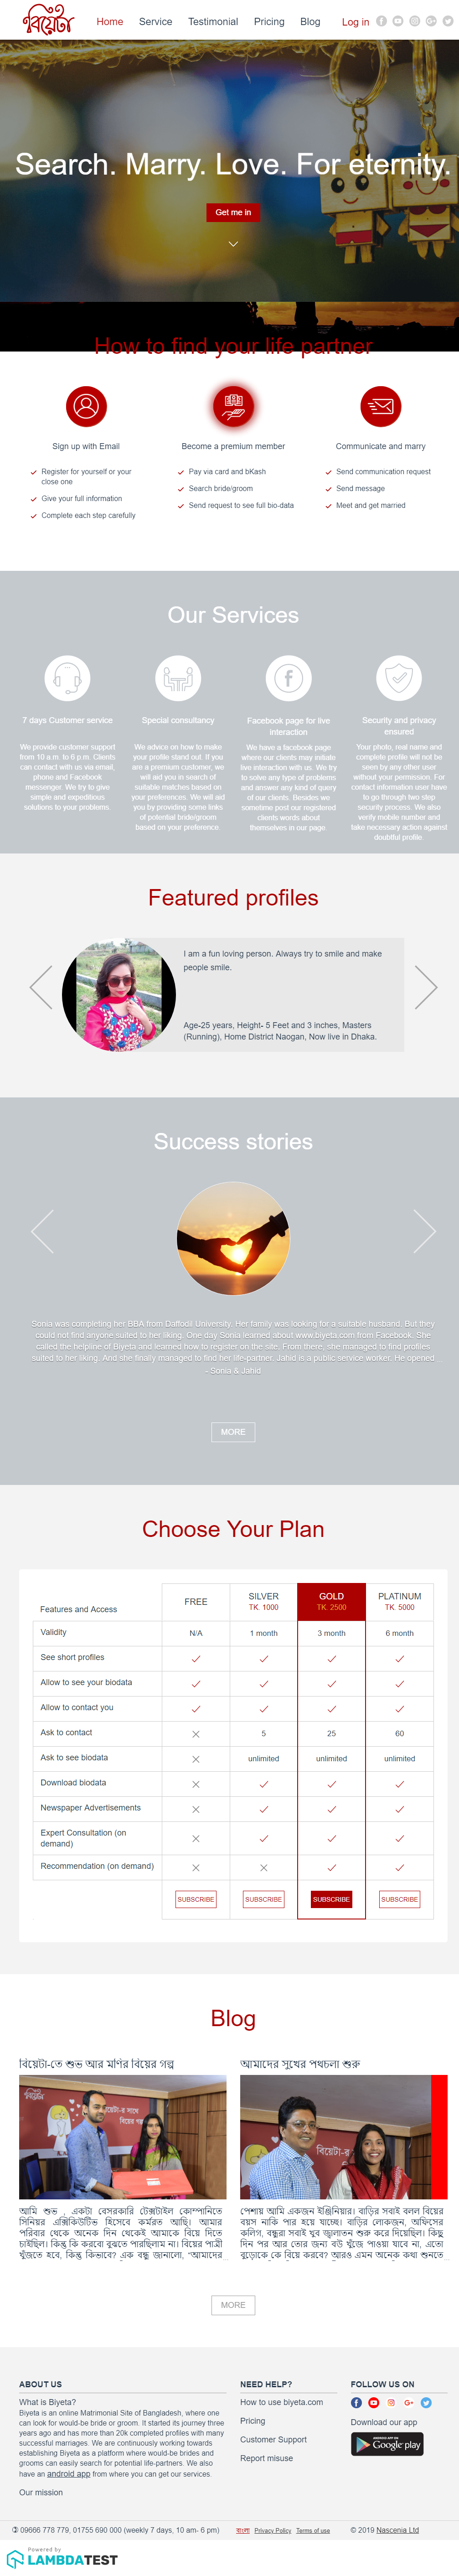 বিয়েটা
Home Service Testimonial Pricing Blog Log in
Search. Marry. Love. For eternity.
Get me in
How to find your life partner
Sign up with Email
Register for yourself or your
close one
Give your full information
Complete each step carefully
Become a premium member
Pay via card and bKash
Search bride/groom
Send request to see full bio-data
Communicate and marry
Send communication request
Send message
Meet and get married
Our Services
7 days Customer service
We provide customer support
from 10 a.m. to 6 p.m. Clients
can contact with us via email,
phone and Facebook
messenger. We try to give
simple and expeditious
solutions to your problems.
Special consultancy
We advice on how to make
your profile stand out. If you
are a premium customer, we
will aid you in search of
suitable matches based on
your preferences. We will aid
you by providing some links
of potential bride/groom
based on your preference.
Facebook page for live
interaction
We have a facebook page
where our clients may initiate
live interaction with us. We try
to solve any type of problems
and answer any kind of query
of our clients. Besides we
sometime post our registered
clients words about
themselves in our page.
Security and privacy
ensured
Your photo, real name and
complete profile will not be
seen by any other user
without your permission. For
contact information user have
to go through two step
security process. We also
verify mobile number and
take necessary action against
doubtful profile.
Featured profiles
I am a fun loving person. Always try to smile and make
people smile.
Age-25 years, Height- 5 Feet and 3 inches, Masters
(Running), Home District Naogan, Now live in Dhaka.
Success stories
Sonia was completing her BBA from Daffodil University. Her family was looking for a suitable husband. But they
could not find anyone suited to her liking. One day Sonia learned about www.biyeta.com from Facebook. She
called the helpline of Biyeta and learned how to register on the site. From there, she managed to find profiles
suited to her liking. And she finally managed to find her life-partner. Jahid is a public service worker. He opened
- Sonia & Jahid
MORE
Choose Your Plan
Features and Access FREE SILVER TK. 1000 GOLD TK. 2500 PLATINUM TK. 5000
Validity N/A 1 month 3 month 6 month
See short profiles
Allow to see your biodata
Allow to contact you
Ask to contact 5 25 60
Ask to see biodata unlimited unlimited unlimited
Download biodata
Newspaper Advertisements
Expert Consultation (on
demand)
Recommendation (on demand)
SUBSCRIBE SUBSCRIBE SUBSCRIBE SUBSCRIBE
Blog
বিয়েটা-তে শুভ আর মণির বিয়ের গল্প
আমি শুভ , একটা বেসরকারি টেক্সটাইল কোম্পানিতে
সিনিয়র এক্সিকিউটিভ হিসেবে কর্মরত আছি। আমার
পরিবার থেকে অনেক দিন থেকেই আমাকে বিয়ে দিতে
চাইছিল। কিন্তু কি করবো বুঝতে পারছিলাম না। বিয়ের পাত্রী
খুঁজতে হবে, কিন্তু কিভাবে? এক বন্ধু জানালো, “আমাদের
আমাদের সুখের পথচলা শুরু
পেশায় আমি একজন ইঞ্জিনিয়ার। বাড়ির সবাই বলল বিয়ের
বয়স নাকি পার হয়ে যাচ্ছে। বাড়ির লোকজন, অফিসের
কলিগ, বন্ধুরা সবাই খুব জ্বালাতন শুরু করে দিয়েছিল। কিছু
দিন পর আর তোর জন্য বউ খুঁজে পাওয়া যাবে না, এতো
বুড়োকে কে বিয়ে করবে? আরও এমন অনেক কথা শুনতে
MORE
ABOUT US
What is Biyeta?
Biyeta is an online Matrimonial Site of Bangladesh, where one
can look for would-be bride or groom. It started its journey three
years ago and has more than 20k completed profiles with many
successful marriages. We are continuously working towards
establishing Biyeta as a platform where would-be brides and
grooms can easily search for potential life-partners. We also
have an android app from where you can get our services.
Our mission
NEED HELP?
How to use biyeta.com
Pricing
Customer Support
Report misuse
FOLLOW US ON
Download our app
ANDROID APP ON
Google play
09666 778 779, 01755 690 000 (weekly 7 days, 10 am- 6 pm) বাংলা Privacy Policy Terms of use © 2019 Nascenia Ltd
Powered by
LAMBDATEST